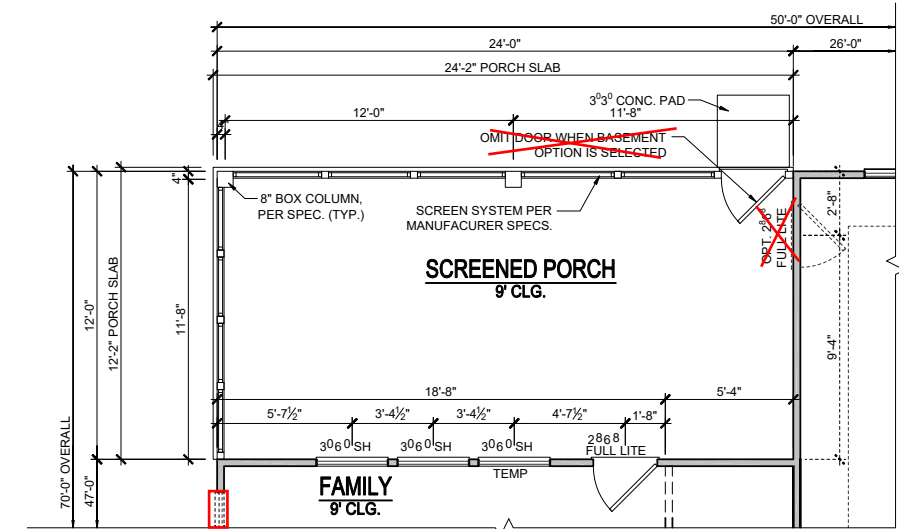 50'-0" OVERALL
24'-0"
26'-0"
24'-2" PORCH SLAB
3⁰3⁰ CONC. PAD
12'-0"
11'-8"
OMIT DOOR WHEN BASEMENT
OPTION IS SELECTED
4"
8" BOX COLUMN,
PER SPEC. (TYP.)
SCREEN SYSTEM PER
MANUFACURER SPECS.
OPT. 2⁸6⁸
FULL LITE
2'-8"
SCREENED PORCH
9' CLG.
12'-0"
12'-2" PORCH SLAB
11'-8"
9'-4"
18'-8"
5'-4"
5'-7½"
3'-4½"
3'-4½"
4'-7½"
1'-8"
3⁰6⁰SH
3⁰6⁰SH
3⁰6⁰SH
2⁸6⁸
FULL LITE
TEMP
70'-0" OVERALL
47'-0"
FAMILY
9' CLG.